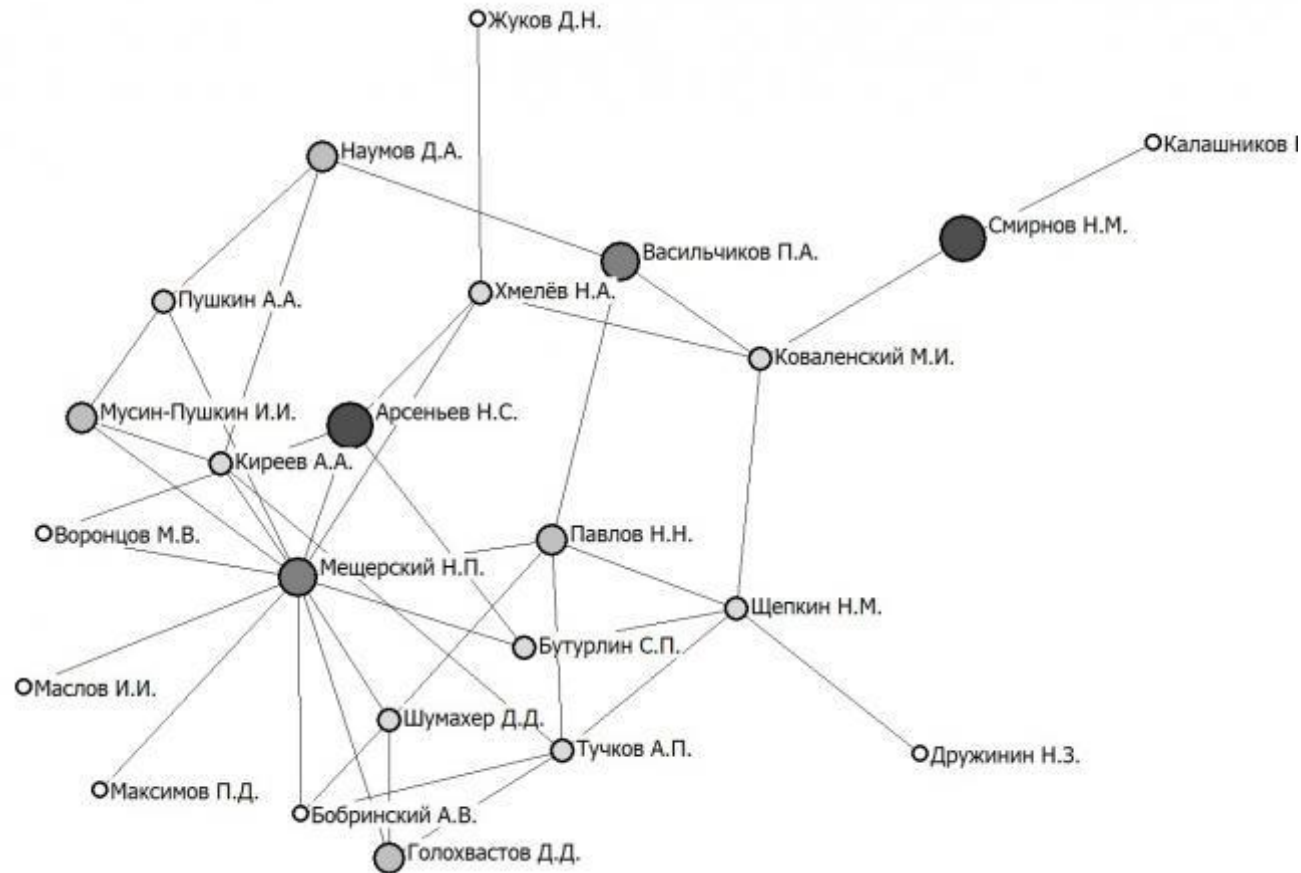 Жуков Д.Н.
Калашников
Наумов Д.А.
Смирнов Н.М.
Васильчиков П.А.
Хмелёв Н.А.
Пушкин А.А.
Коваленский М.И.
Мусин-Пушкин И.И.
Арсеньев Н.С.
Киреев А.А.
Воронцов М.В.
Павлов Н.Н.
Мещерский Н.П.
Щепкин Н.М.
Бутурлин С.П.
Маслов И.И.
Шумахер Д.Д.
Тучков А.П.
Дружинин Н.З.
Максимов П.Д.
Бобринский А.В.
Голохвастов Д.Д.